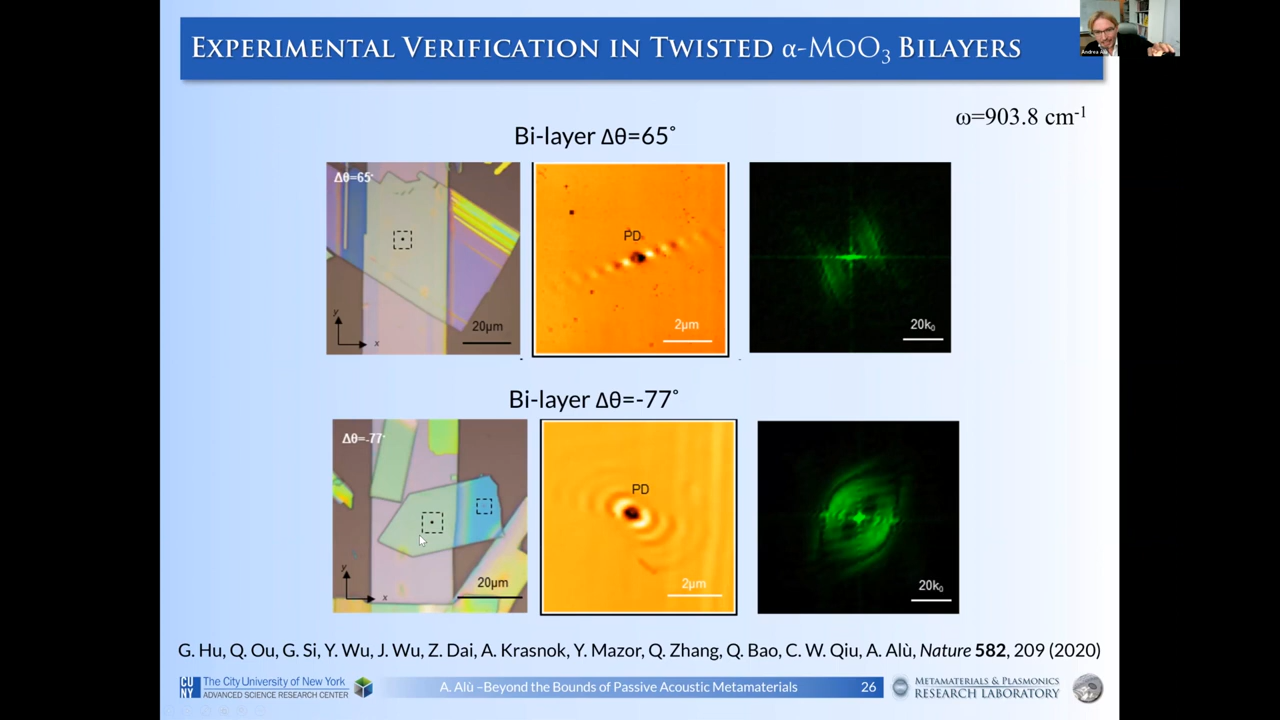 EXPERIMENTAL VERIFICATION IN TWISTED α-MOO3 BILAYERS
ω=903.8 cm-1
Bi-layer Δθ=65˚
Δθ=65˚
y
x
20μm
PD
2μm
20k0
Bi-layer Δθ=-77˚
Δθ=-77˚
y
x
20μm
PD
2μm
20k0
G. Hu, Q. Ou, G. Si, Y. Wu, J. Wu, Z. Dai, A. Krasnok, Y. Mazor, Q. Zhang, Q. Bao, C. W. Qiu, A. Alù, Nature 582, 209 (2020)
CU
NY
The City University of New York
ADVANCED SCIENCE RESEARCH CENTER
A. Alù –Beyond the Bounds of Passive Acoustic Metamaterials
26
METAMATERIALS & PLASMONICS
RESEARCH LABORATORY